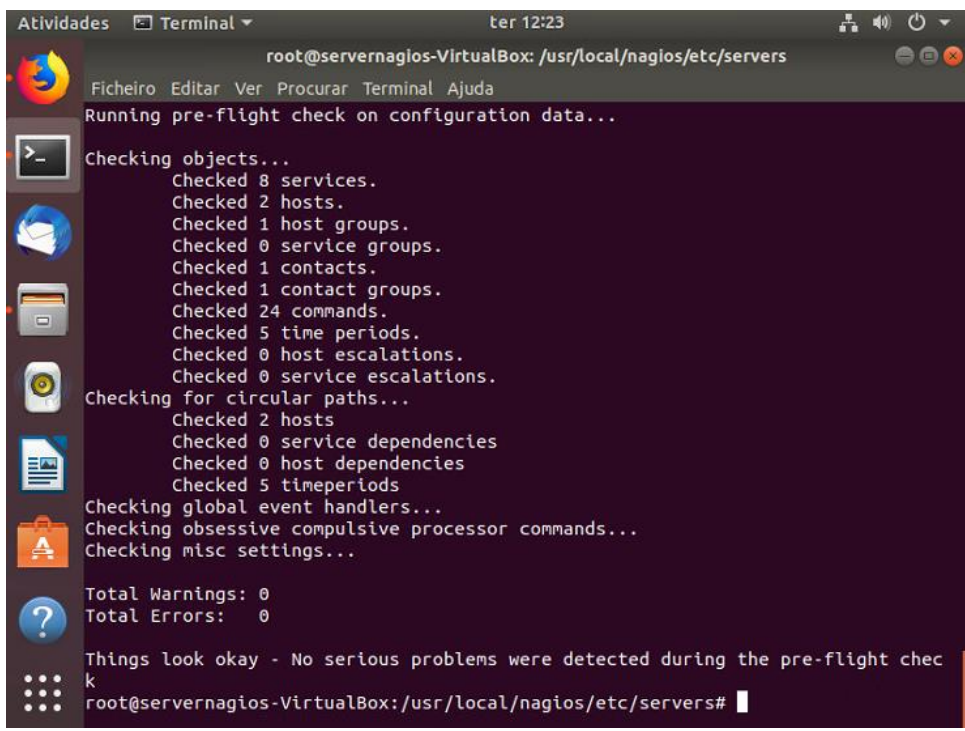 Atividades Terminal ter 12:23
root@servernagios-VirtualBox: /usr/local/nagios/etc/servers
Ficheiro Editar Ver Procurar Terminal Ajuda
Running pre-flight check on configuration data...
Checking objects...
Checked 8 services.
Checked 2 hosts.
Checked 1 host groups.
Checked 0 service groups.
Checked 1 contacts.
Checked 1 contact groups.
Checked 24 commands.
Checked 5 time periods.
Checked 0 host escalations.
Checked 0 service escalations.
Checking for circular paths...
Checked 2 hosts
Checked 0 service dependencies
Checked 0 host dependencies
Checked 5 timeperiods
Checking global event handlers...
Checking obsessive compulsive processor commands...
Checking misc settings...
Total Warnings: 0
Total Errors: 0
Things look okay - No serious problems were detected during the pre-flight chec
k
root@servernagios-VirtualBox:/usr/local/nagios/etc/servers#